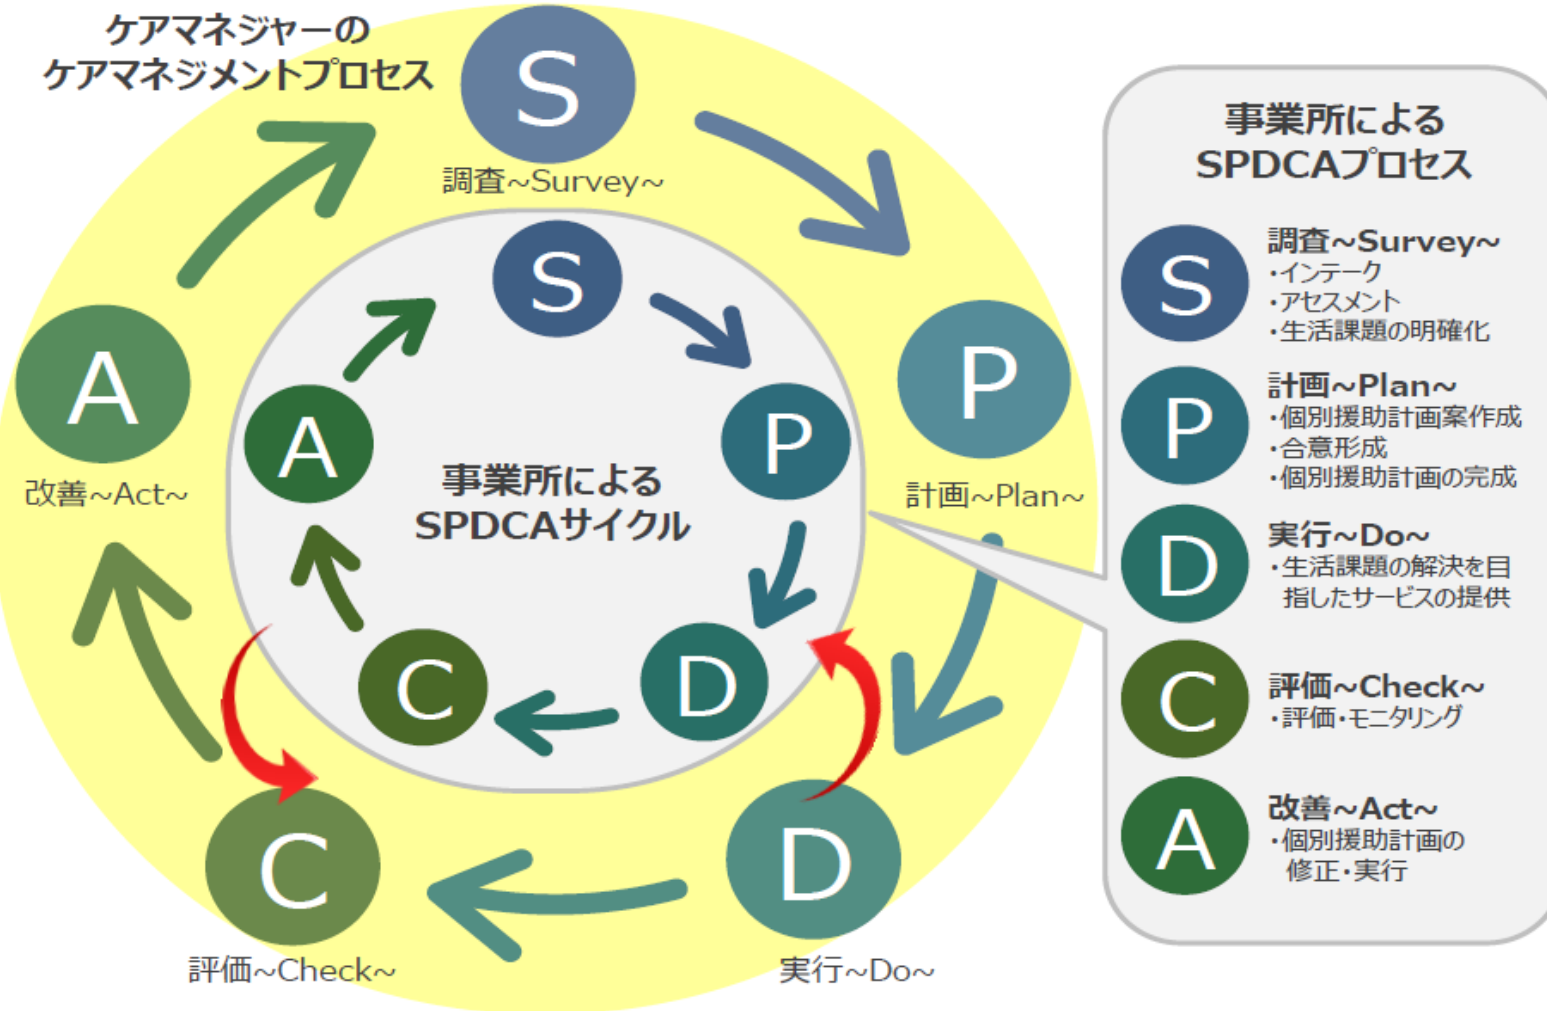 ケアマネジャーの
ケアマネジメントプロセス
S
調査~Survey~
P
計画~Plan~
D
実行~Do~
C
評価~Check~
A
改善~Act~
S
P
D
C
A
事業所による
SPDCAサイクル
事業所による
SPDCAプロセス
S
調査~Survey~
・インテーク
・アセスメント
・生活課題の明確化
P
計画~Plan~
・個別援助計画案作成
・合意形成
・個別援助計画の完成
D
実行~Do~
・生活課題の解決を目
指したサービスの提供
C
評価~Check~
・評価・モニタリング
A
改善~Act~
・個別援助計画の
修正・実行